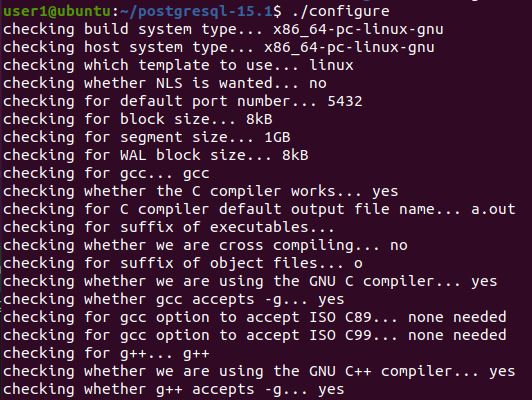 user1@ubuntu:~/postgresql-15.1$ ./configure
checking build system type... x86_64-pc-linux-gnu
checking host system type... x86_64-pc-linux-gnu
checking which template to use... linux
checking whether NLS is wanted... no
checking for default port number... 5432
checking for block size... 8kB
checking for segment size... 1GB
checking for WAL block size... 8kB
checking for gcc... gcc
checking whether the C compiler works... yes
checking for C compiler default output file name... a.out
checking for suffix of executables...
checking whether we are cross compiling... no
checking for suffix of object files... o
checking whether we are using the GNU C compiler... yes
checking whether gcc accepts -g... yes
checking for gcc option to accept ISO C89... none needed
checking for gcc option to accept ISO C99... none needed
checking for g++... g++
checking whether we are using the GNU C++ compiler... yes
checking whether g++ accepts -g... yes